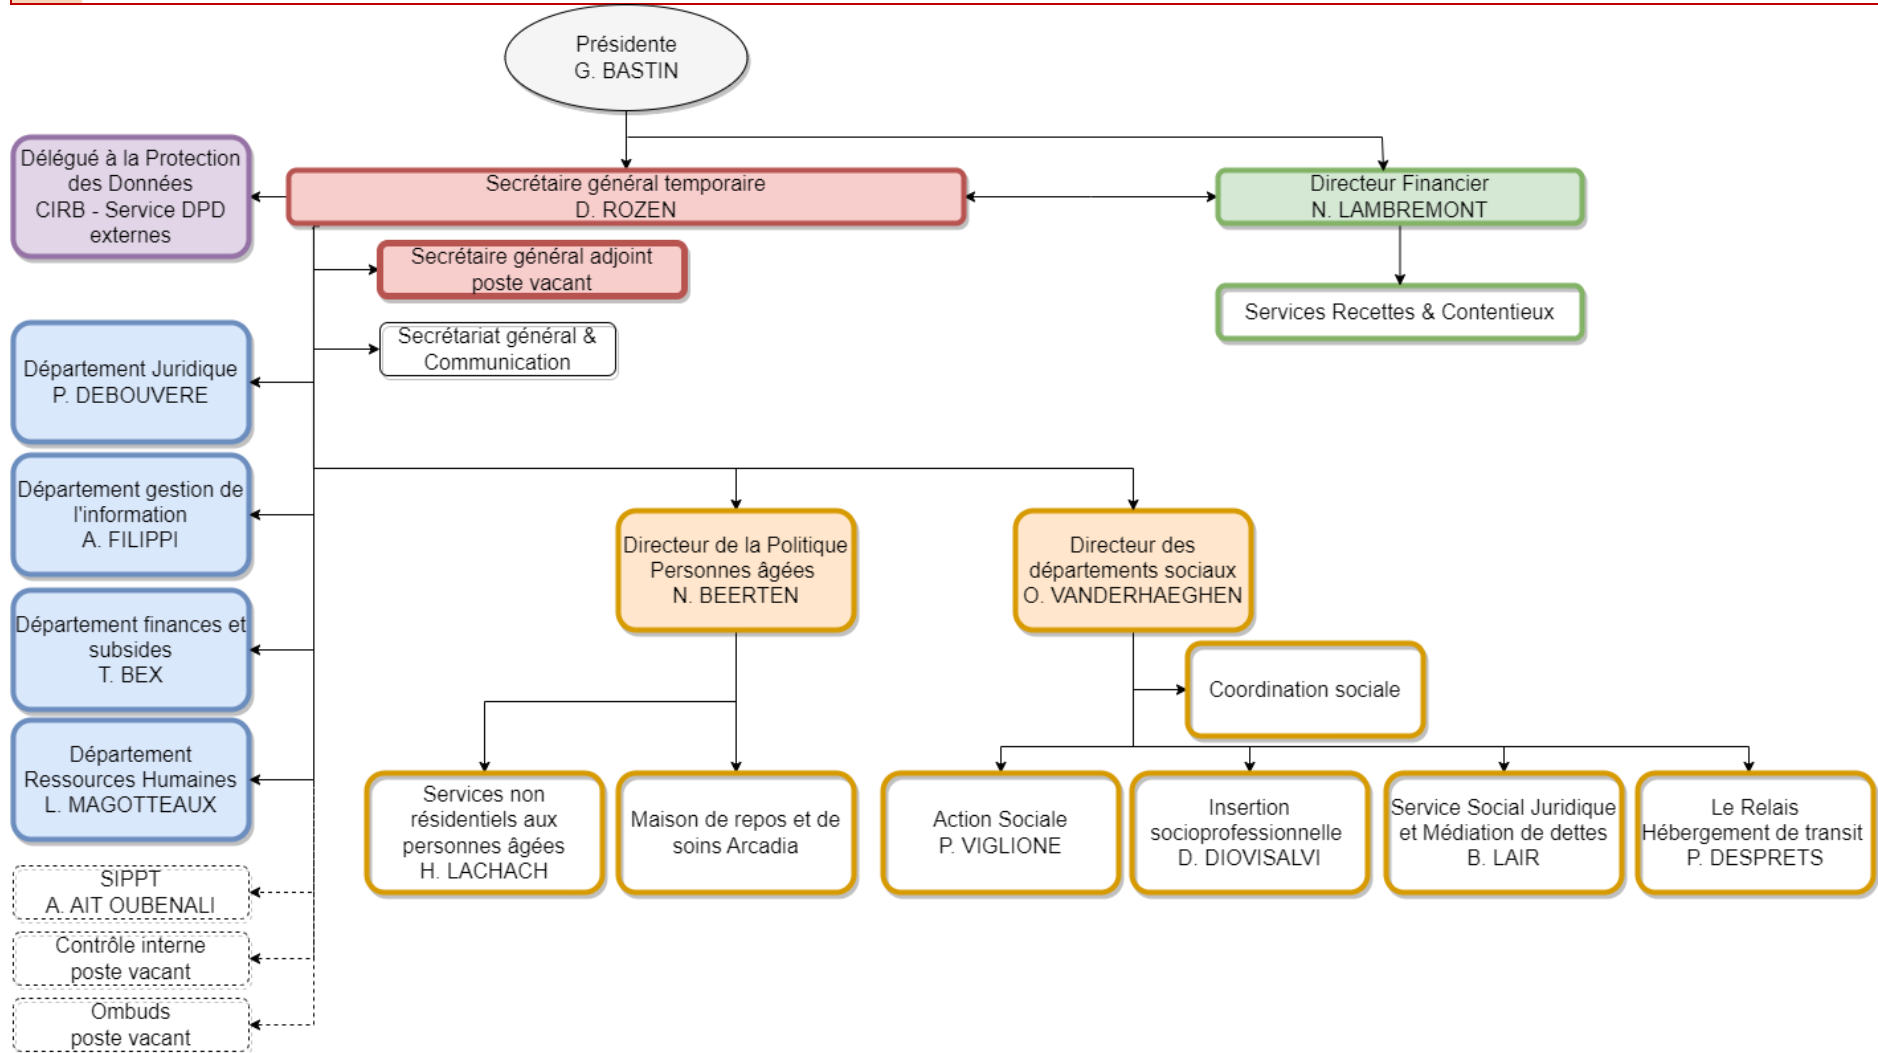 Présidente
G. BASTIN
Délégué à la Protection
des Données
CIRB - Service DPD
externes
Secrétaire général temporaire
D. ROZEN
Directeur Financier
N. LAMBREMONT
Secrétaire général adjoint
poste vacant
Services Recettes & Contentieux
Secrétariat général &
Communication
Département Juridique
P. DEBOUVERE
Département gestion de
l'information
A. FILIPPI
Directeur de la Politique
Personnes âgées
N. BEERTEN
Directeur des
départements sociaux
O. VANDERHAEGHEN
Département finances et
subsides
T. BEX
Coordination sociale
Département
Ressources Humaines
L. MAGOTTEAUX
Services non
résidentiels aux
personnes âgées
H. LACHACH
Maison de repos et de
soins Arcadia
Action Sociale
P. VIGLIONE
Insertion
socioprofessionnelle
D. DIOVISALVI
Service Social Juridique
et Médiation de dettes
B. LAIR
Le Relais
Hébergement de transit
P. DESPRETS
SIPPT
A. AIT OUBENALI
Contrôle interne
poste vacant
Ombuds
poste vacant